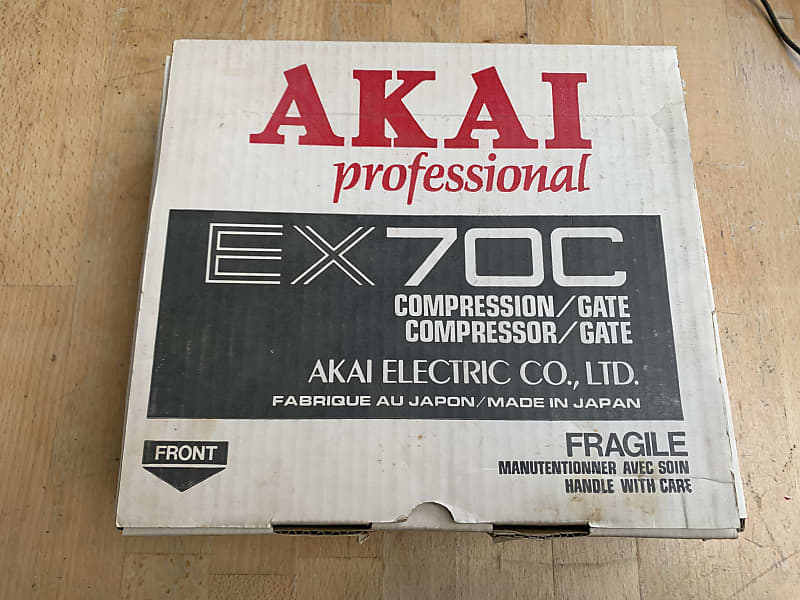 AKAI
professional
EX70C
COMPRESSION/GATE
COMPRESSOR/GATE
AKAI ELECTRIC CO., LTD.
FABRIQUE AU JAPON/MADE IN JAPAN
FRONT
FRAGILE
MANUTENTIONNER AVEC SOIN
HANDLE WITH CARE